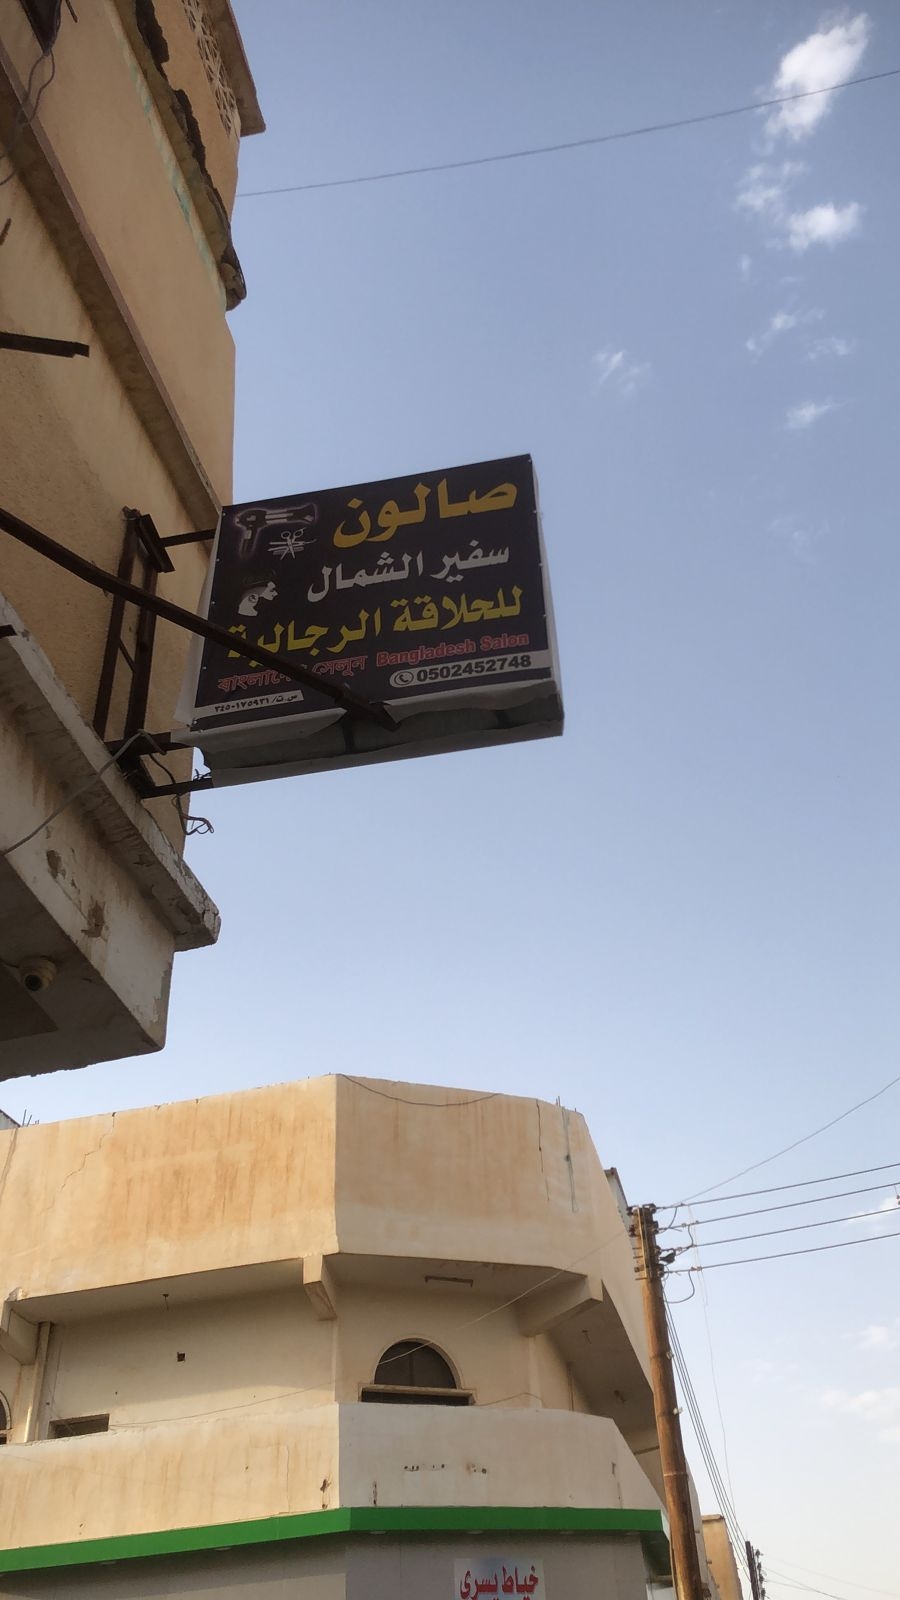 صالون
سفير الشمال
للحلاقة الرجالية
সেলুন Bangladesh Salon
0502452748
س.ت/
خياط يسرى